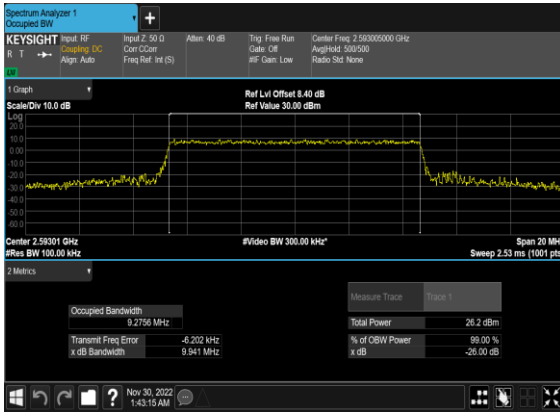 Spectrum Analyzer 1
Occupied BW
+
KEYSIGHT Input: RF Input Z: 50 Ω Atten: 40 dB Trig: Free Run Center Freq: 2.593005000 GHz
R T Coupling: DC Corr CCorr Gate: Off Avg|Hold: 500/500
Align: Auto Freq Ref: Int (S) #IF Gain: Low Radio Std: None
LW
1 Graph
Ref Lvl Offset 8.40 dB
Scale/Div 10.0 dB Ref Value 30.00 dBm
Log
20.0
10.0
0.00
-10.0
-20.0
-30.0
-40.0
-50.0
-60.0
Center 2.59301 GHz #Video BW 300.00 kHz* Span 20 MH
#Res BW 100.00 kHz Sweep 2.53 ms (1001 pts
2 Metrics
Measure Trace Trace 1
Occupied Bandwidth
9.2756 MHz Total Power 26.2 dBm
Transmit Freq Error -6.202 kHz % of OBW Power 99.00 %
x dB Bandwidth 9.941 MHz x dB -26.00 dB
? Nov 30, 2022
1:43:15 AM